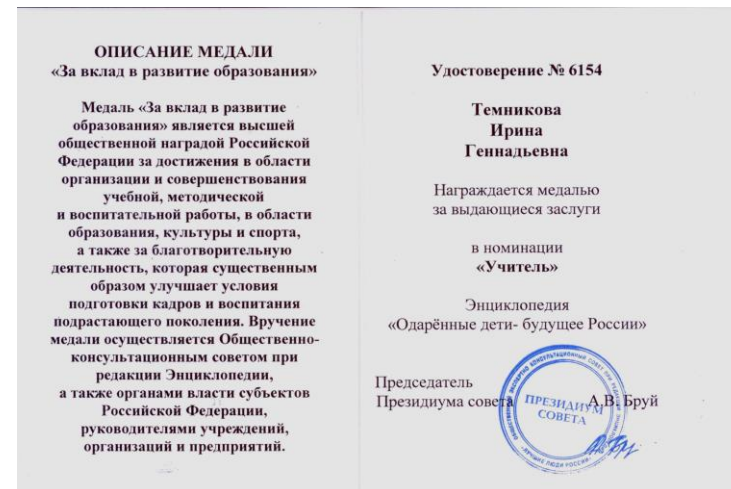 ОПИСАНИЕ МЕДАЛИ
«За вклад в развитие образования»
Медаль «За вклад в развитие
образования» является высшей
общественной наградой Российской
Федерации за достижения в области
организации и совершенствования
учебной, методической
и воспитательной работы, в области
образования, культуры и спорта,
а также за благотворительную
деятельность, которая существенным
образом улучшает условия
подготовки кадров и воспитания
подрастающего поколения. Вручение
медали осуществляется Общественно-
консультационным советом при
редакции Энциклопедии,
а также органами власти субъектов
Российской Федерации,
руководителями учреждений,
организаций и предприятий.
Удостоверение № 6154
Темникова
Ирина
Геннадьевна
Награждается медалью
за выдающиеся заслуги
в номинации
«Учитель»
Энциклопедия
«Одарённые дети- будущее России»
Председатель
Президиума совета А.В. Бруй
ПРЕЗИДИУМ
СОВЕТА
«ЛУЧШИЕ ЛЮДИ РОССИИ»